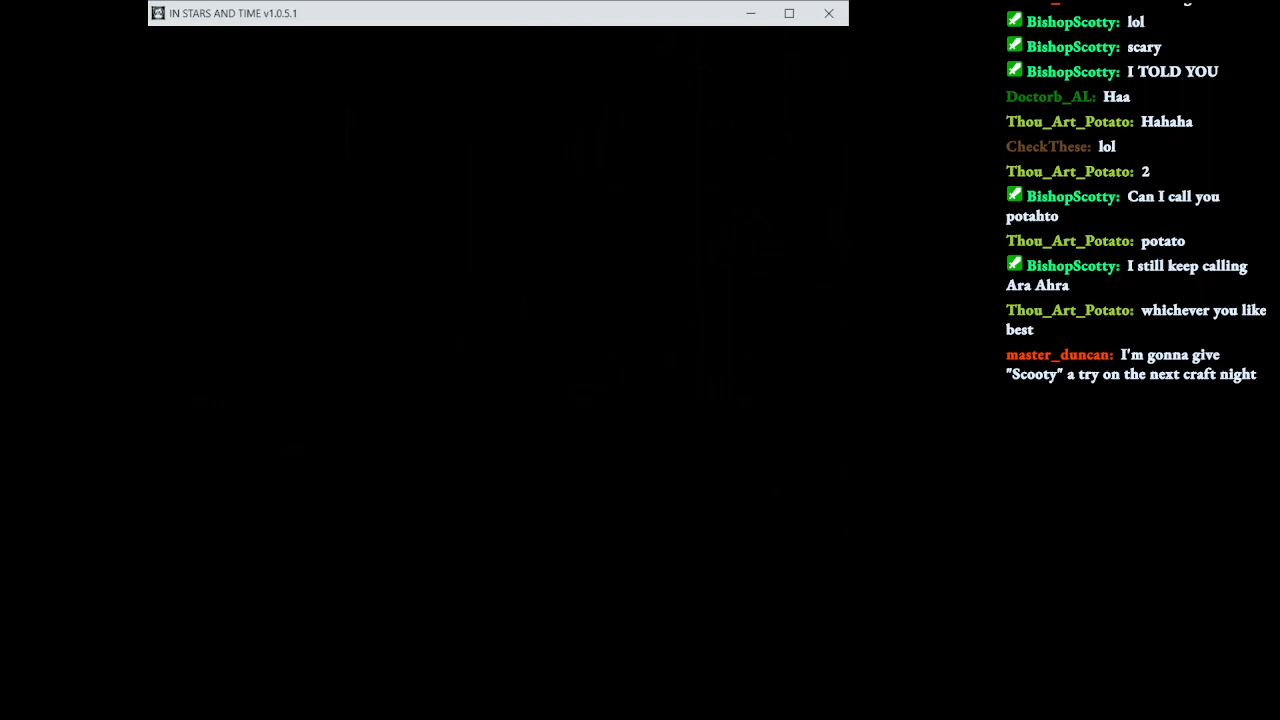 IN STARS AND TIME v1.0.5.1
BishopScotty: lol
BishopScotty: scary
BishopScotty: I TOLD YOU
Doctorb_AL: Haa
Thou_Art_Potato: Hahaha
CheckThese: lol
Thou_Art_Potato: 2
BishopScotty: Can I call you
potahto
Thou_Art_Potato: potato
BishopScotty: I still keep calling
Ara Ahra
Thou_Art_Potato: whichever you like
best
master_duncan: I'm gonna give
"Scooty" a try on the next craft night